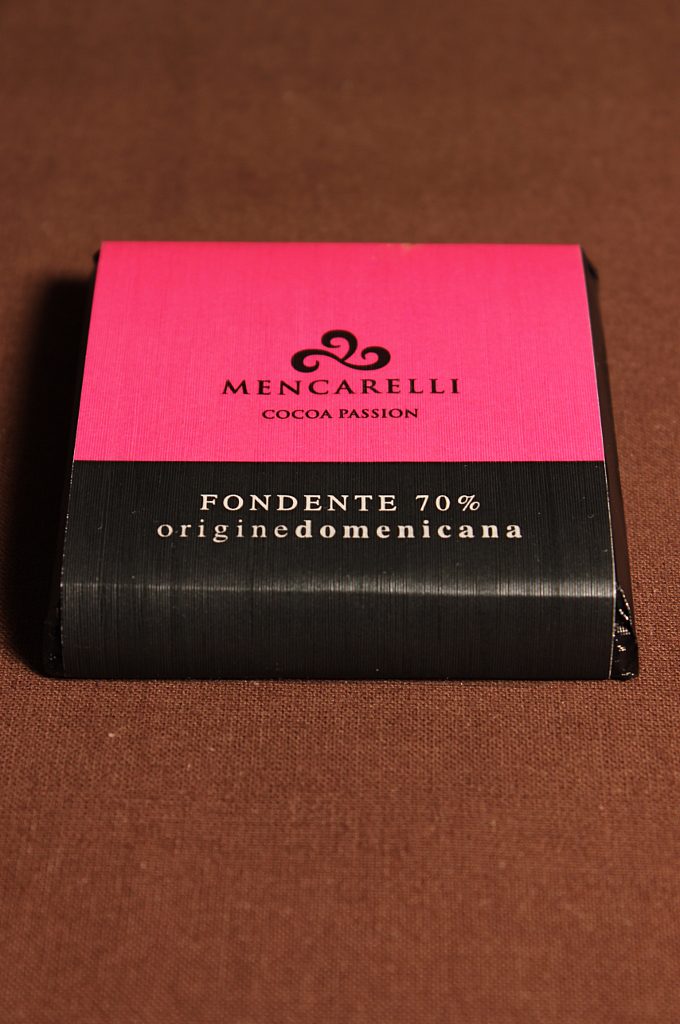 MENCARELLI
COCOA PASSION
FONDENTE 70%
originedomenicana